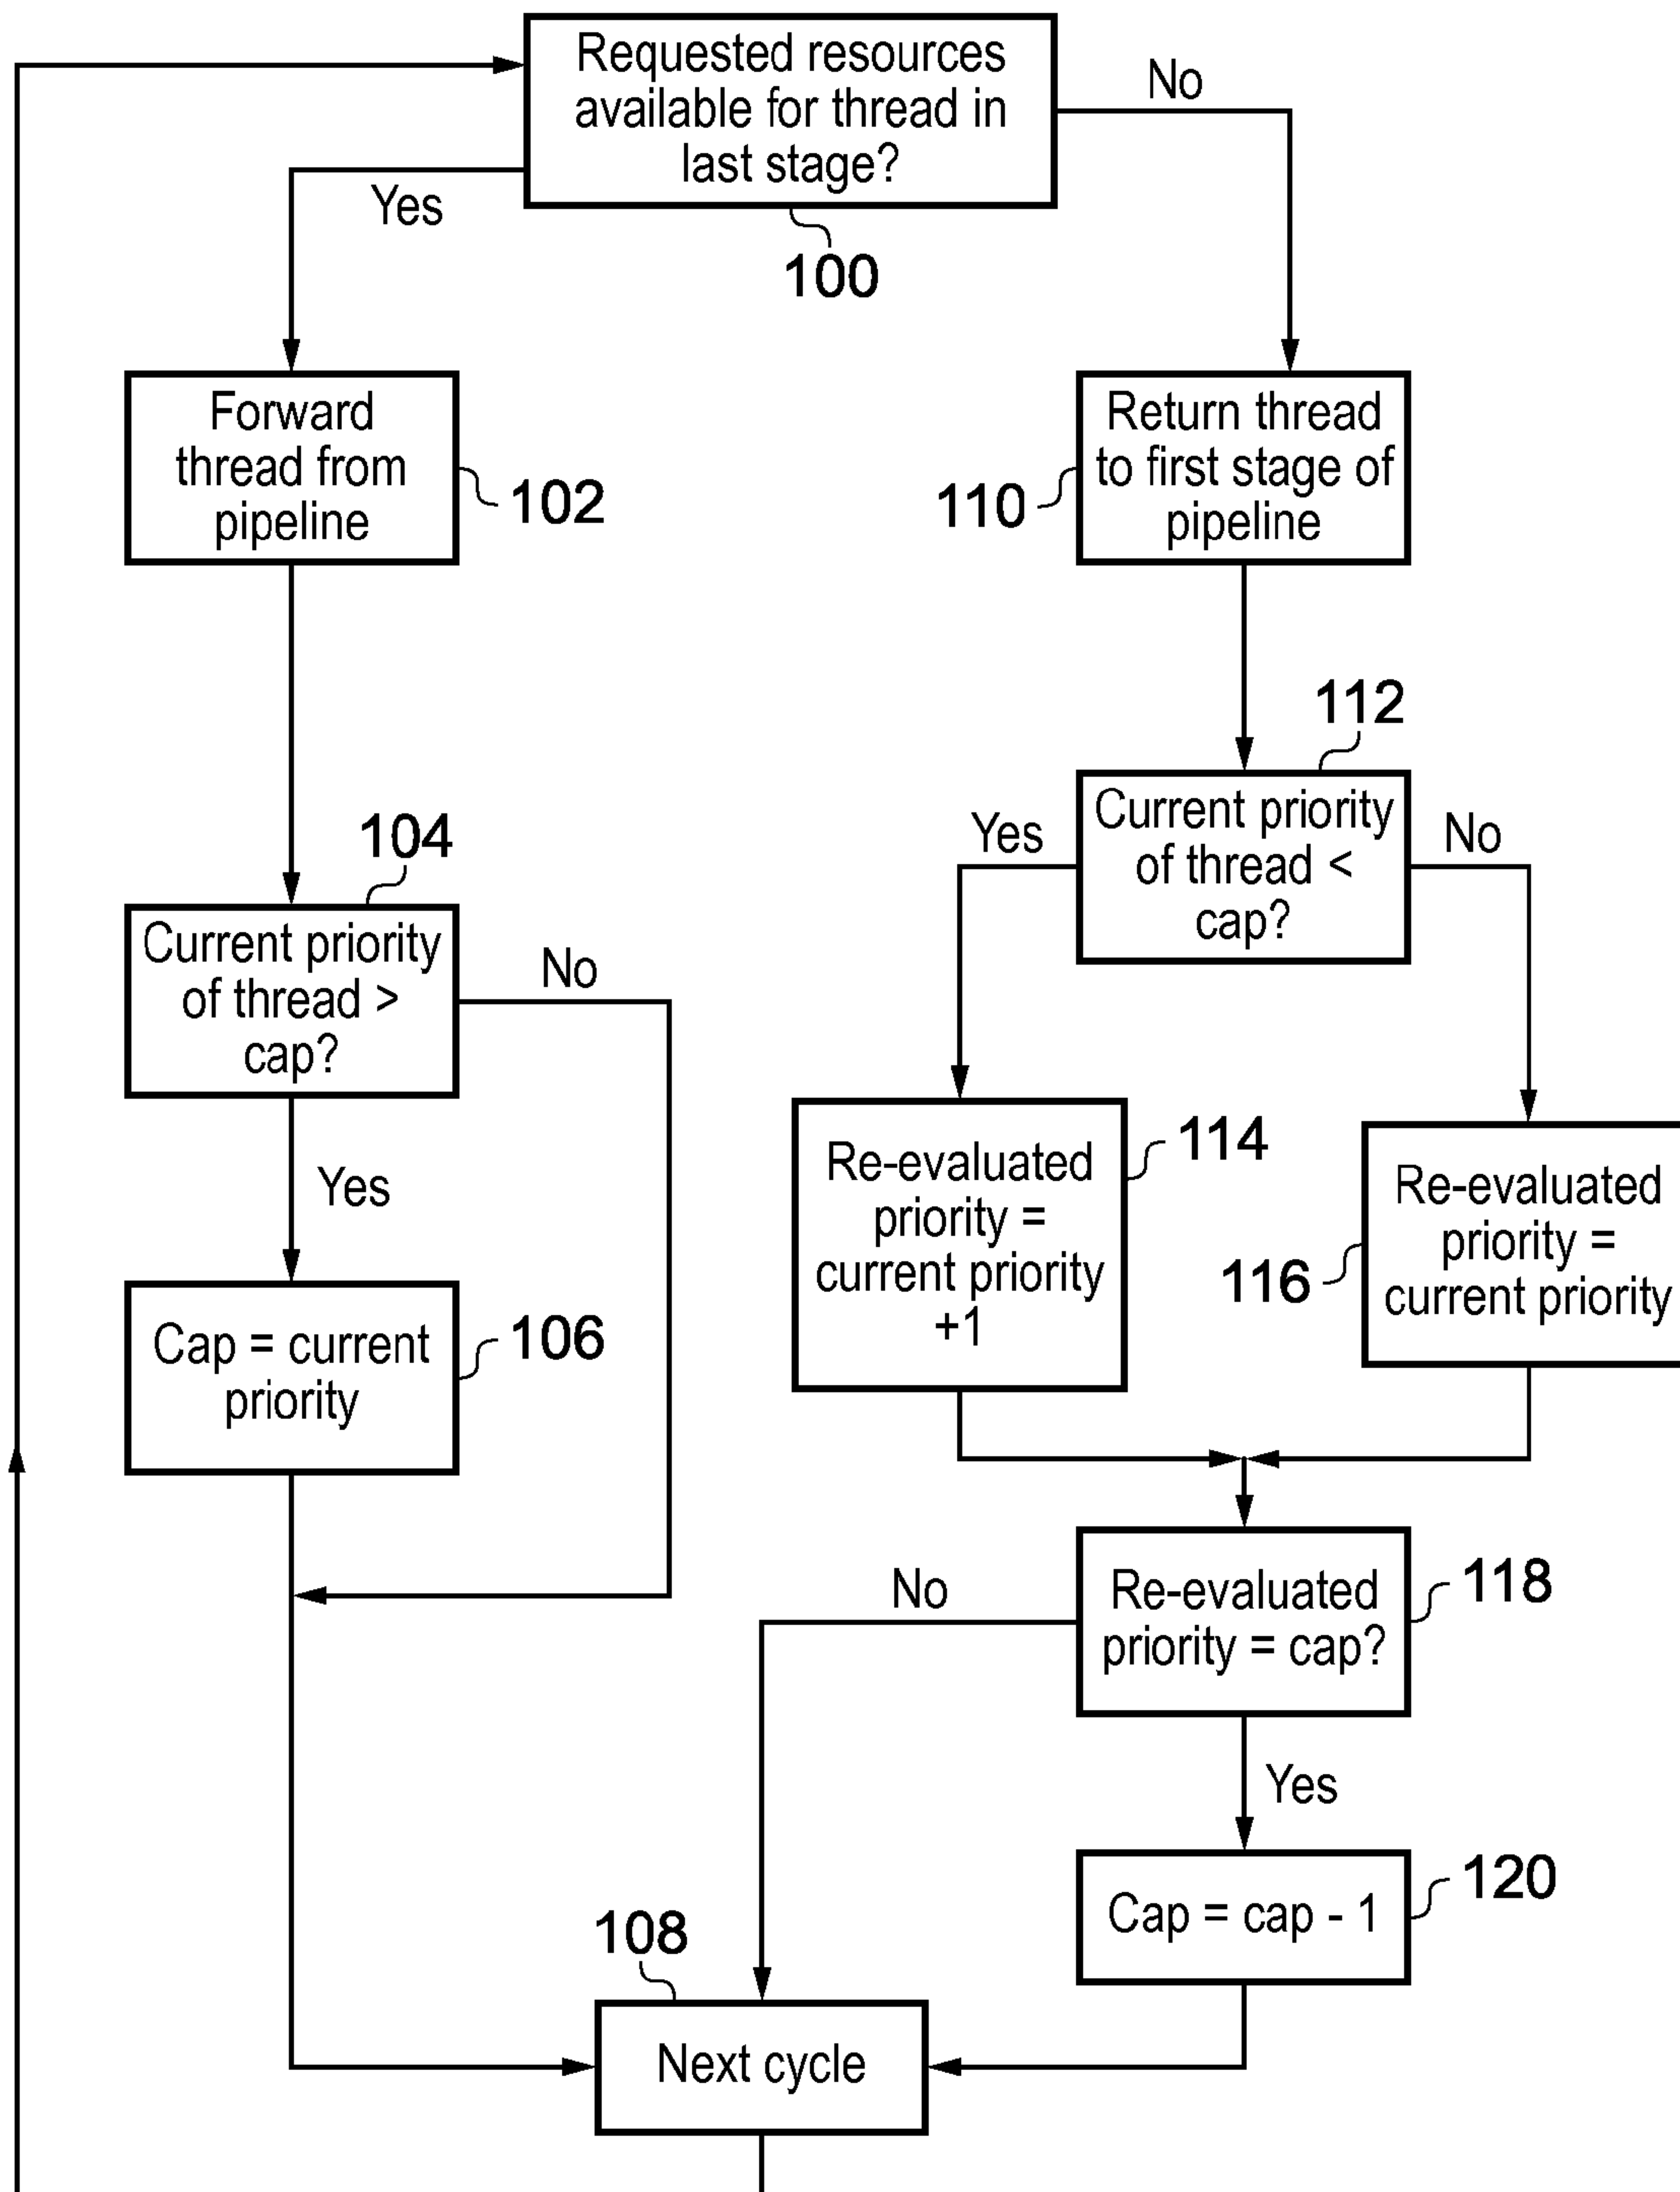 Requested resources
available for thread in
last stage?
No
Yes
100
Forward
thread from
pipeline
102
Return thread
to first stage of
pipeline
110
112
Current priority
of thread <
cap?
Yes
No
104
Current priority
of thread >
cap?
No
Yes
Re-evaluated
priority =
current priority
+1
114
Re-evaluated
priority =
current priority
116
Cap = current
priority
106
Re-evaluated
priority = cap?
118
No
Yes
Cap = cap - 1
120
108
Next cycle